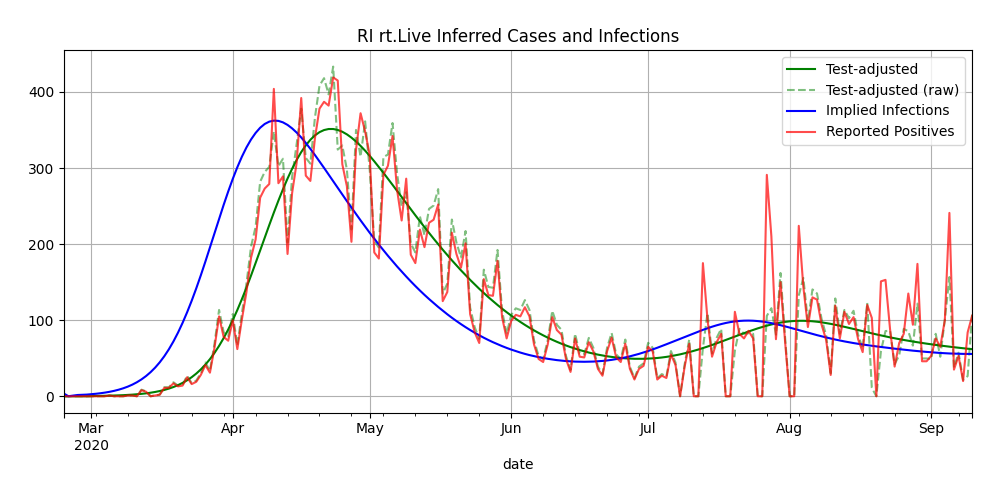 RI rt.Live Inferred Cases and Infections
Test-adjusted
Test-adjusted (raw)
Implied Infections
Reported Positives
400
300
200
100
0
Mar Apr May Jun Jul Aug Sep
2020
date